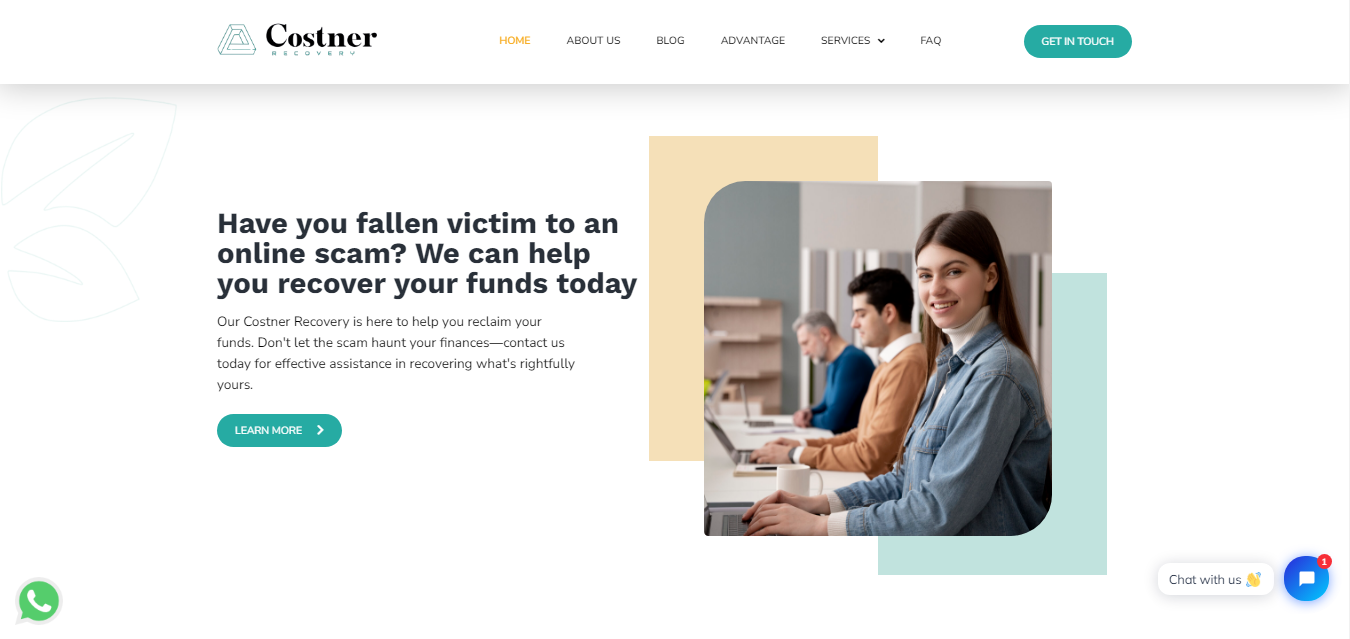 Costner
RECOVERY
HOME
ABOUT US
BLOG
ADVANTAGE
SERVICES
FAQ
GET IN TOUCH
Have you fallen victim to an
online scam? We can help
you recover your funds today
Our Costner Recovery is here to help you reclaim your
funds. Don't let the scam haunt your finances—contact us
today for effective assistance in recovering what's rightfully
yours.
LEARN MORE
Chat with us 👋
1